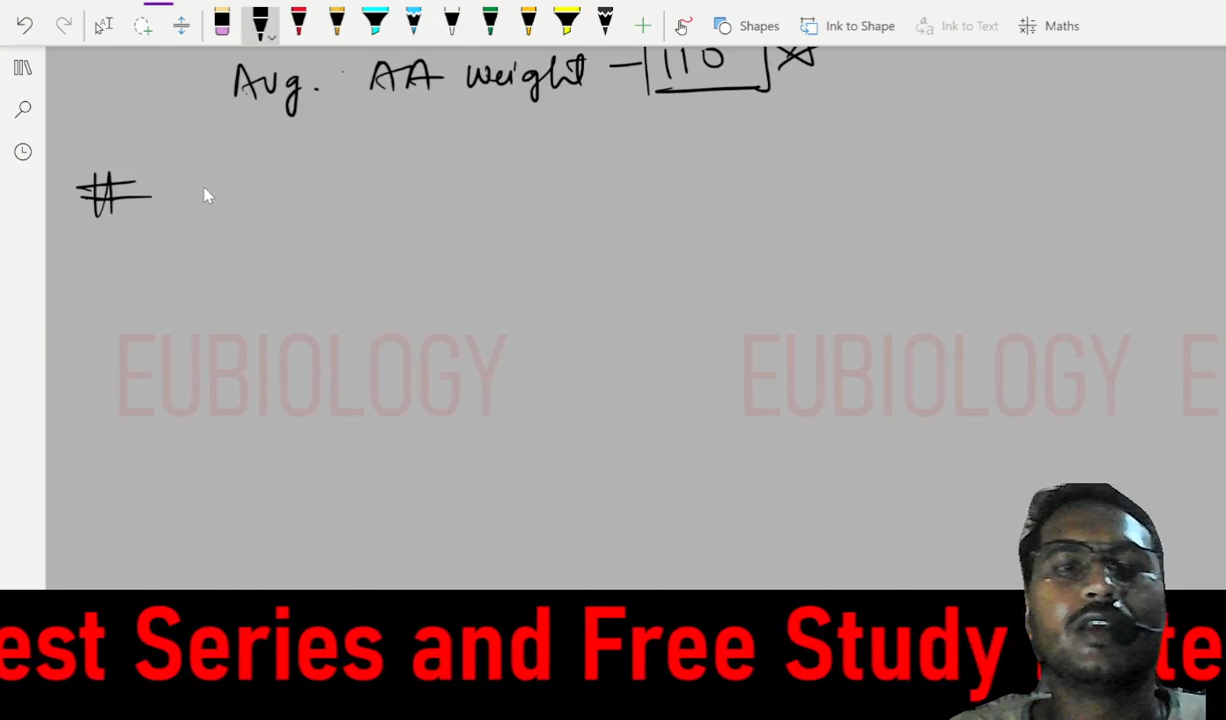 Shapes Ink to Shape Ink to Text Maths
Avg. AA weight - 110
#
EUBIOLOGY EUBIOLOGY E
est Series and Free Study te